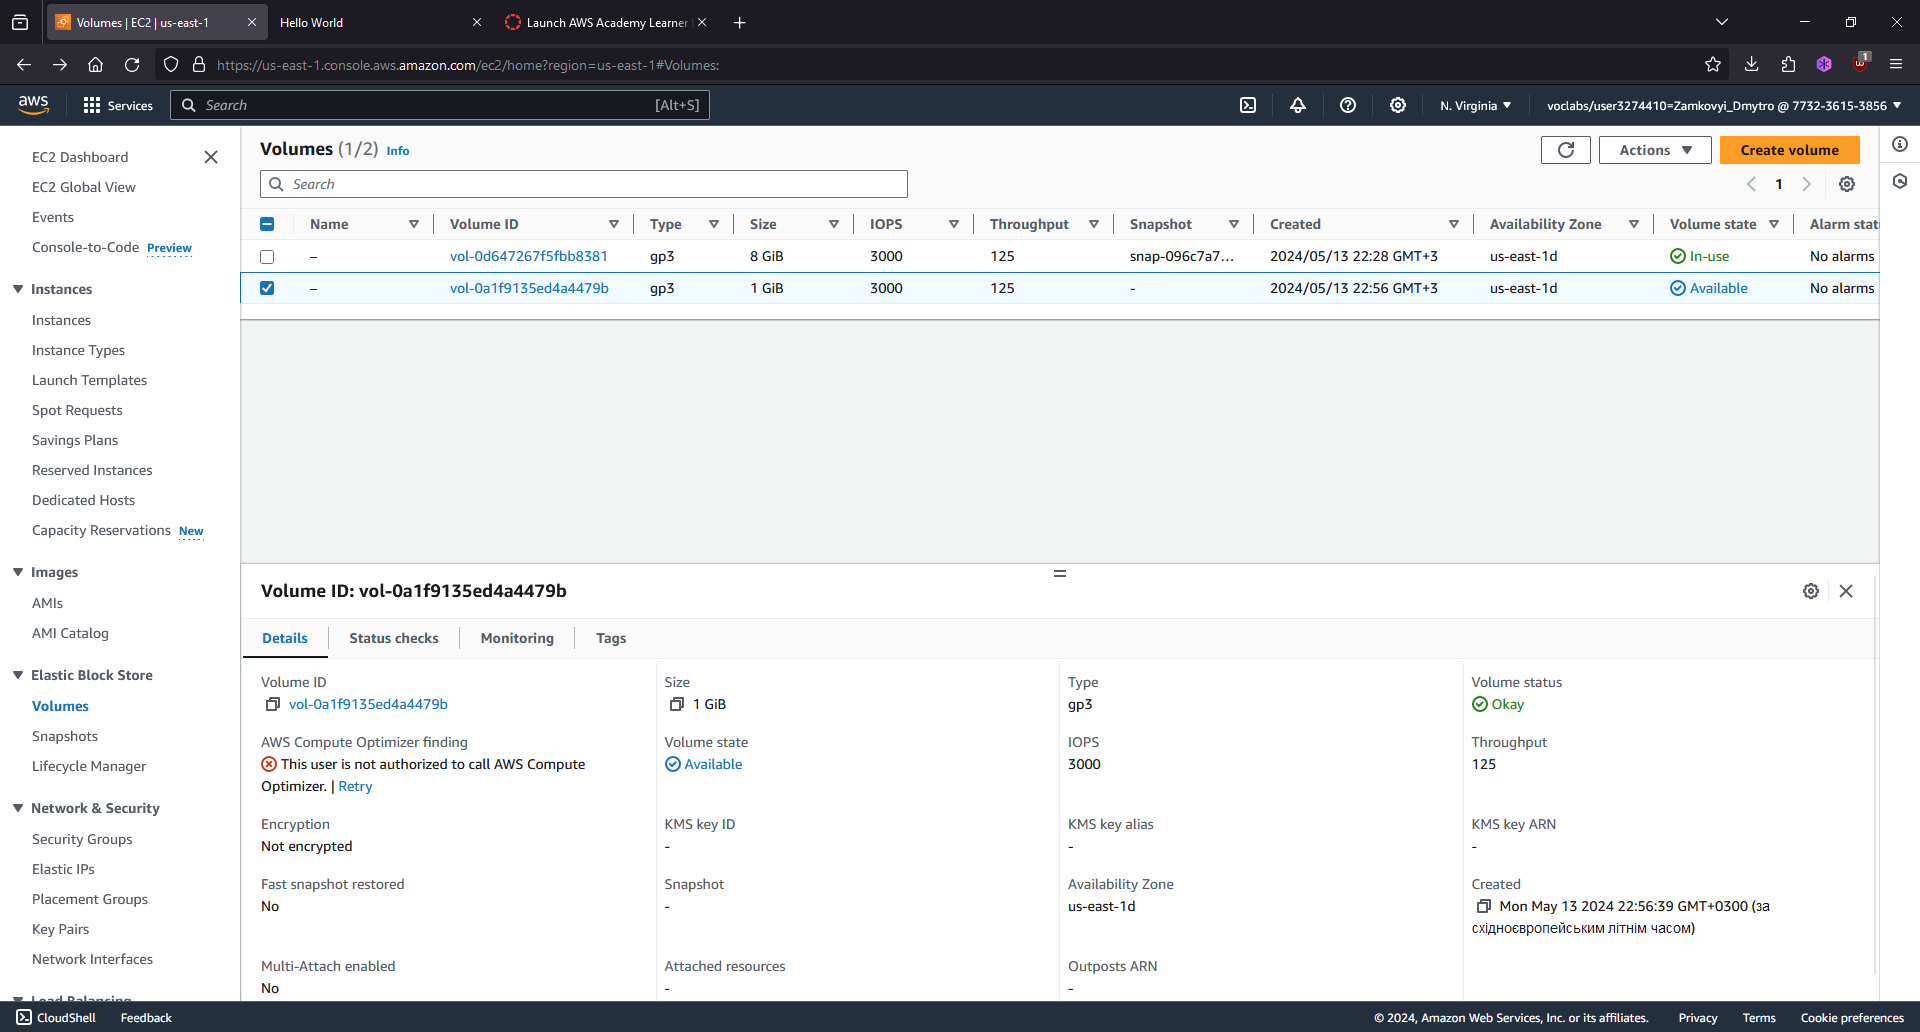 Volumes | EC2 | us-east-1
Hello World
Launch AWS Academy Learner
https://us-east-1.console.aws.amazon.com/ec2/home?region=us-east-1#Volumes:
1
aws
Services
Search
[Alt+S]
N. Virginia
voclabs/user3274410=Zamkovyi_Dmytro @ 7732-3615-3856
EC2 Dashboard
EC2 Global View
Events
Console-to-Code Preview
Instances
Instances
Instance Types
Launch Templates
Spot Requests
Savings Plans
Reserved Instances
Dedicated Hosts
Capacity Reservations New
Images
AMIs
AMI Catalog
Elastic Block Store
Volumes
Snapshots
Lifecycle Manager
Network & Security
Security Groups
Elastic IPs
Placement Groups
Key Pairs
Network Interfaces
Load Balancing
Volumes (1/2) Info
Actions
Create volume
Search
1
Name Volume ID Type Size IOPS Throughput Snapshot Created Availability Zone Volume state Alarm stat
– vol-0d647267f5fbb8381 gp3 8 GiB 3000 125 snap-096c7a7... 2024/05/13 22:28 GMT+3 us-east-1d In-use No alarms
– vol-0a1f9135ed4a4479b gp3 1 GiB 3000 125 - 2024/05/13 22:56 GMT+3 us-east-1d Available No alarms
Volume ID: vol-0a1f9135ed4a4479b
Details Status checks Monitoring Tags
Volume ID
vol-0a1f9135ed4a4479b
Size
1 GiB
Type
gp3
Volume status
Okay
AWS Compute Optimizer finding
This user is not authorized to call AWS Compute
Optimizer. | Retry
Volume state
Available
IOPS
3000
Throughput
125
Encryption
Not encrypted
KMS key ID
-
KMS key alias
-
KMS key ARN
-
Fast snapshot restored
No
Snapshot
-
Availability Zone
us-east-1d
Created
Mon May 13 2024 22:56:39 GMT+0300 (за
східноєвропейським літнім часом)
Multi-Attach enabled
No
Attached resources
-
Outposts ARN
-
CloudShell
Feedback
© 2024, Amazon Web Services, Inc. or its affiliates.
Privacy
Terms
Cookie preferences